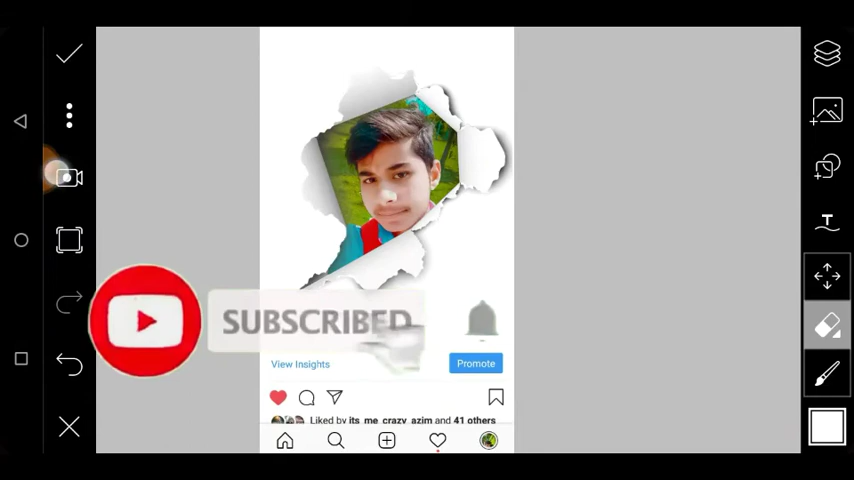 T
SUBSCRIBED
View Insights
Promote
Liked by its_me_crazy_azim and 41 others